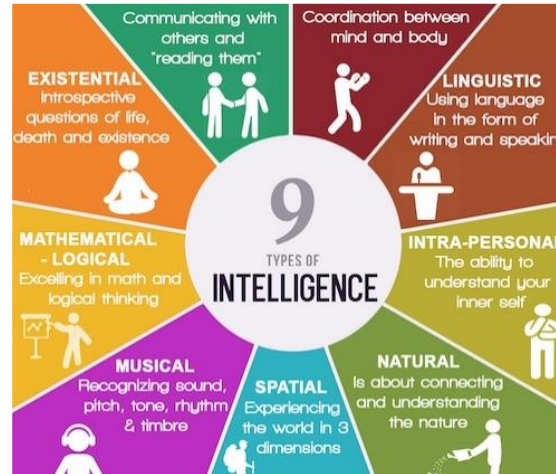 Communicating with
others and
"reading them"
Coordination between
mind and body
LINGUISTIC
Using language
in the form of
writing and speakin
INTRA-PERSONA
The ability to
understand your
inner self
NATURAL
Is about connecting
and understanding
the nature
SPATIAL
Experiencing
the world in 3
dimensions
MUSICAL
Recognizing sound,
pitch, tone, rhythm
& timbre
MATHEMATICAL
- LOGICAL
Excelling in math and
logical thinking
EXISTENTIAL
Introspective
questions of life,
death and existence
9
TYPES OF
INTELLIGENCE